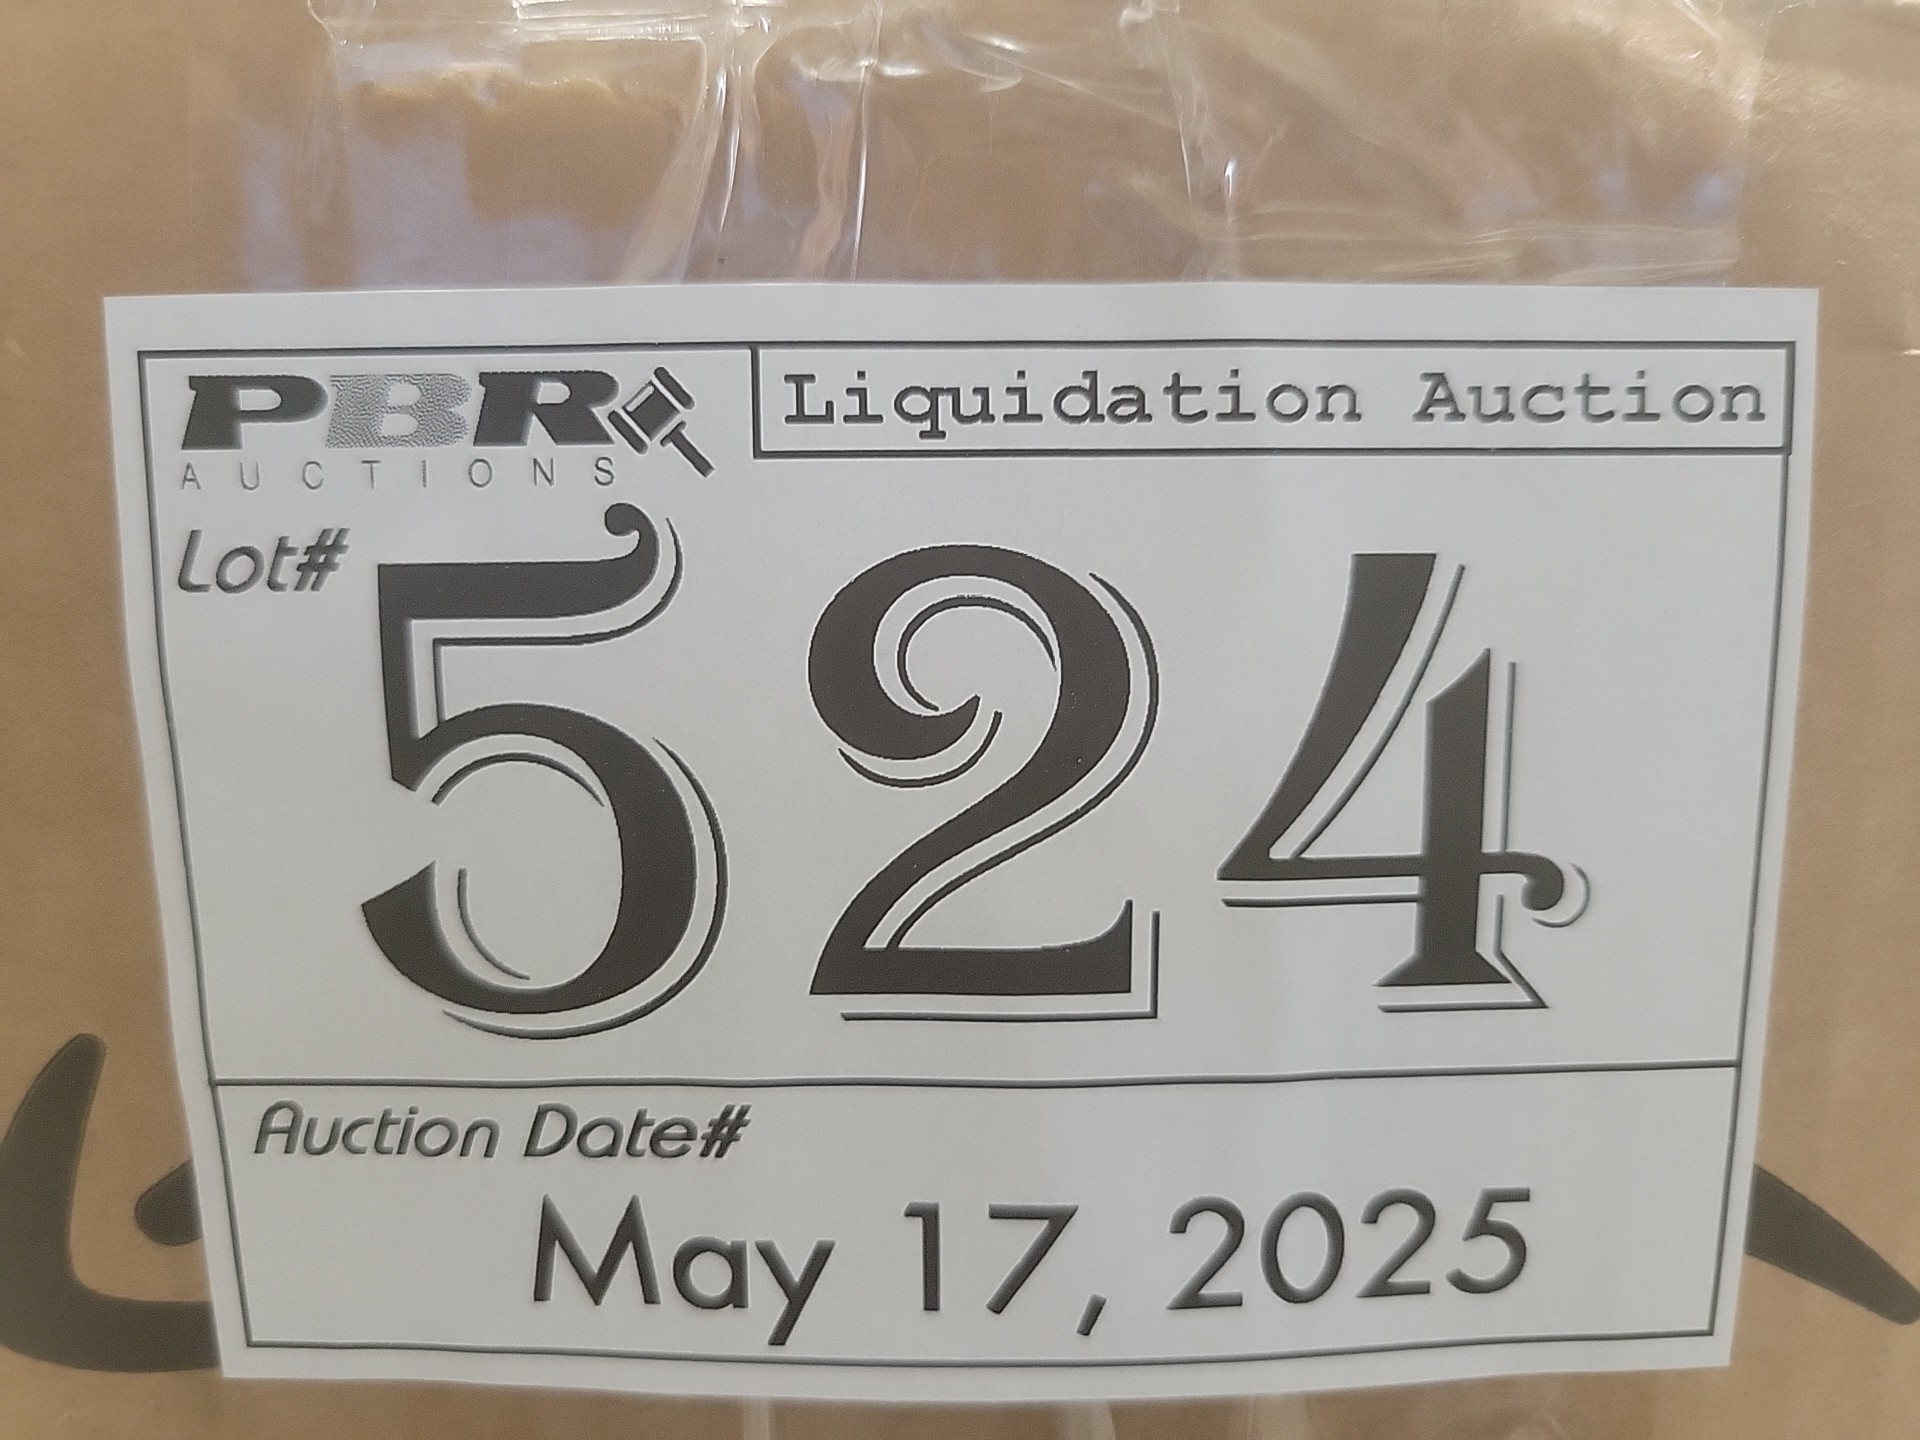 PBR
AUCTIONS
Liquidation Auction
Lot#
524
Auction Date#
May 17, 2025